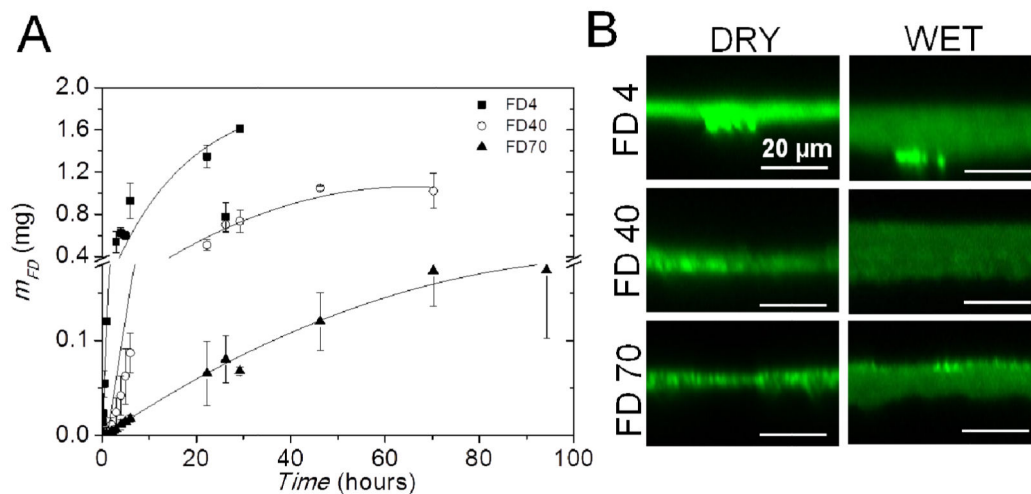 A
2.0
1.6
1.2
0.8
0.4
0.1
0.0
m_FD (mg)
0 20 40 60 80 100
Time (hours)
FD4
FD40
FD70
B
DRY WET
FD 4
20 μm
FD 40
FD 70